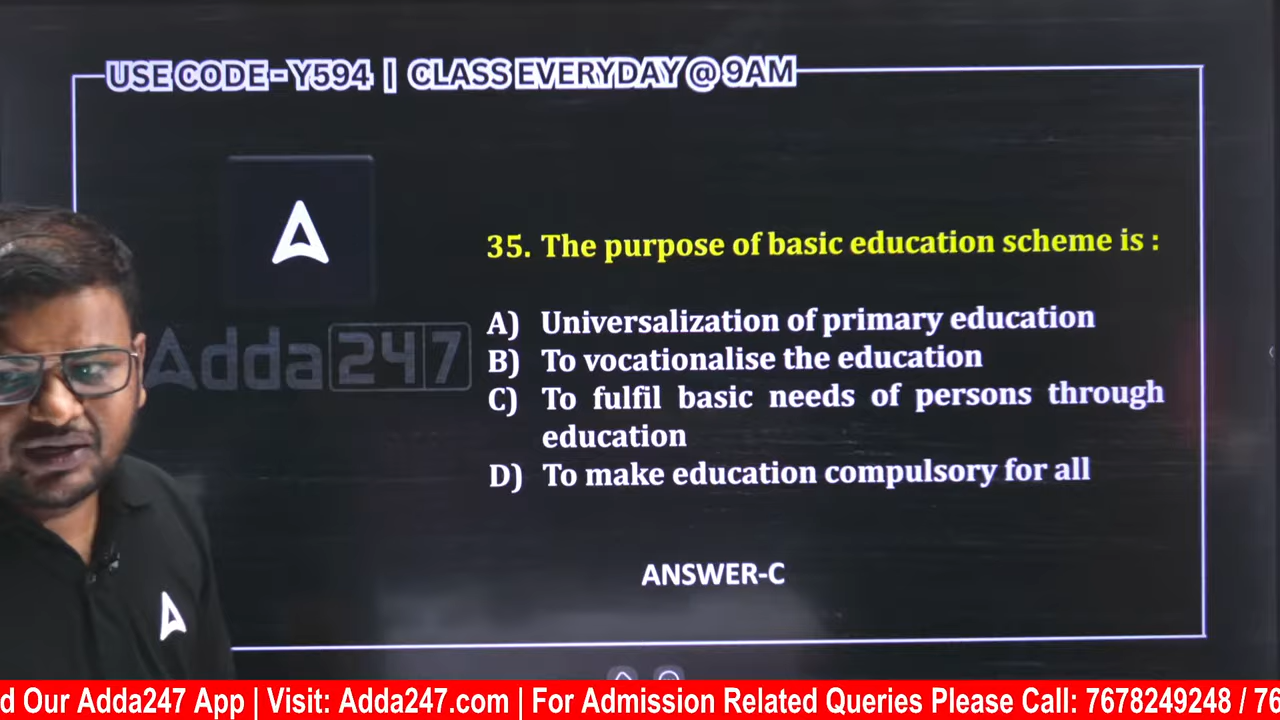 USE CODE - Y594 | CLASS EVERYDAY @ 9AM
Adda247
35. The purpose of basic education scheme is :
A) Universalization of primary education
B) To vocationalise the education
C) To fulfil basic needs of persons through
education
D) To make education compulsory for all
ANSWER-C
d Our Adda247 App | Visit: Adda247.com | For Admission Related Queries Please Call: 7678249248 / 76